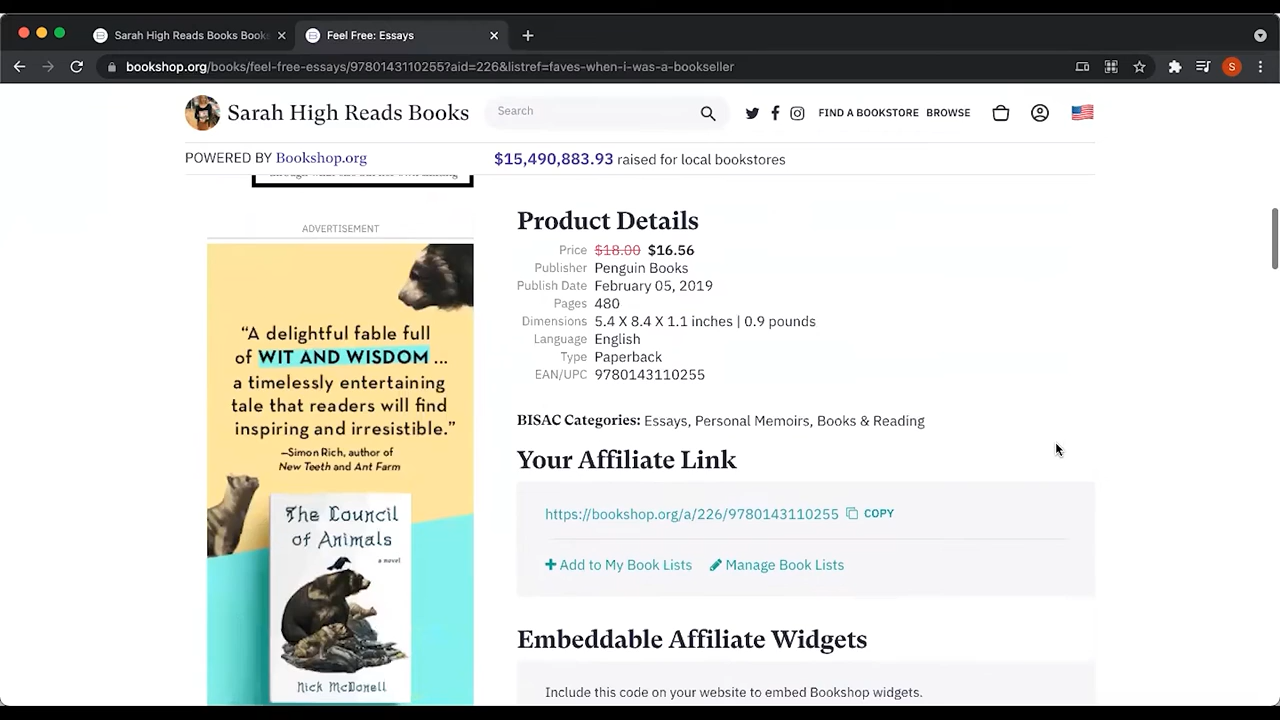 Sarah High Reads Books Book
Feel Free: Essays
bookshop.org/books/feel-free-essays/9780143110255?aid=226&listref=faves-when-i-was-a-bookseller
S
Sarah High Reads Books
Search
FIND A BOOKSTORE
BROWSE
POWERED BY Bookshop.org
$15,490,883.93 raised for local bookstores
ADVERTISEMENT
“A delightful fable full
of WIT AND WISDOM ...
a timelessly entertaining
tale that readers will find
inspiring and irresistible.”
—Simon Rich, author of
New Teeth and Ant Farm
The Council
of Animals
a novel
Nick McDonell
Product Details
Price $18.00 $16.56
Publisher Penguin Books
Publish Date February 05, 2019
Pages 480
Dimensions 5.4 X 8.4 X 1.1 inches | 0.9 pounds
Language English
Type Paperback
EAN/UPC 9780143110255
BISAC Categories: Essays, Personal Memoirs, Books & Reading
Your Affiliate Link
https://bookshop.org/a/226/9780143110255 COPY
Add to My Book Lists Manage Book Lists
Embeddable Affiliate Widgets
Include this code on your website to embed Bookshop widgets.